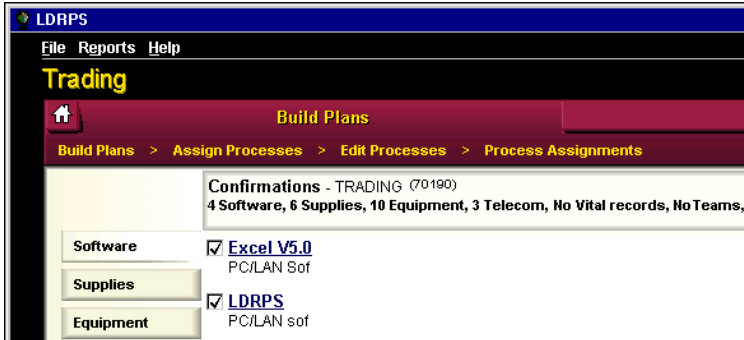 LDRPS
File Reports Help
Trading
Build Plans
Build Plans > Assign Processes > Edit Processes > Process Assignments
Confirmations - TRADING (70190)
4 Software, 6 Supplies, 10 Equipment, 3 Telecom, No Vital records, No Teams,
Software
Excel V5.0
PC/LAN Sof
Supplies
LDRPS
PC/LAN sof
Equipment